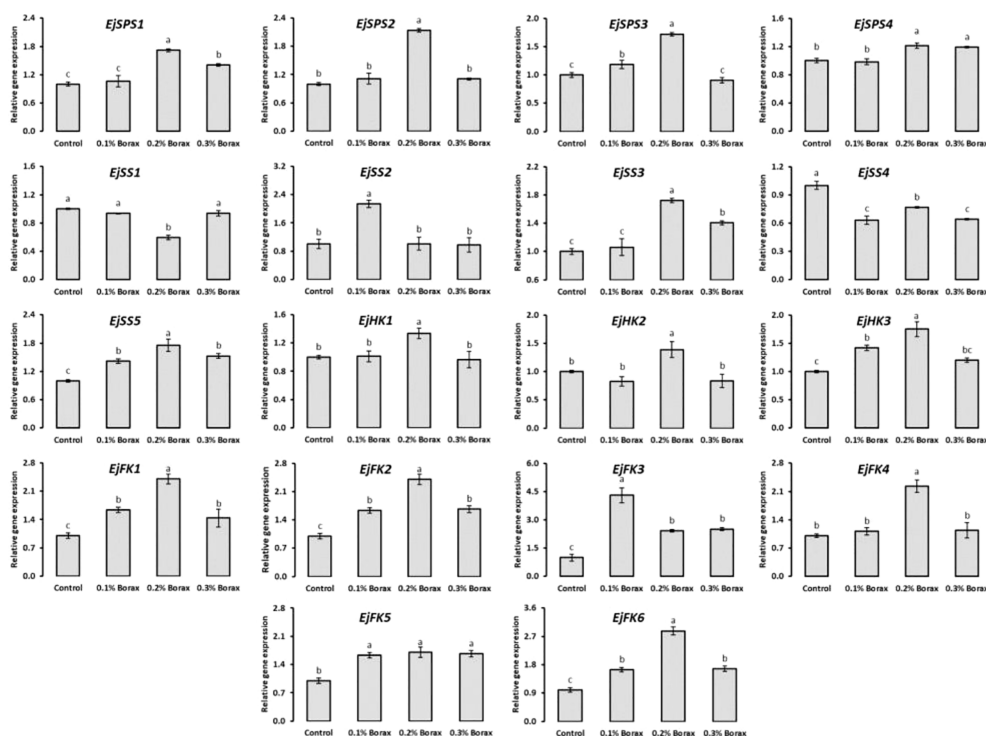 EjSPS1
Relative gene expression
2.4
1.8
1.2
0.6
0.0
c
c
a
b
Control 0.1% Borax 0.2% Borax 0.3% Borax
EjSPS2
Relative gene expression
2.4
1.8
1.2
0.6
0.0
b
b
a
b
Control 0.1% Borax 0.2% Borax 0.3% Borax
EjSPS3
Relative gene expression
2.0
1.5
1.0
0.5
0.0
c
b
a
c
Control 0.1% Borax 0.2% Borax 0.3% Borax
EjSPS4
Relative gene expression
1.6
1.2
0.8
0.4
0.0
b
b
a
a
Control 0.1% Borax 0.2% Borax 0.3% Borax
EjSS1
Relative gene expression
1.6
1.2
0.8
0.4
0.0
a
a
b
a
Control 0.1% Borax 0.2% Borax 0.3% Borax
EjSS2
Relative gene expression
3.2
2.4
1.6
0.8
0.0
b
a
b
b
Control 0.1% Borax 0.2% Borax 0.3% Borax
EjSS3
Relative gene expression
2.2
1.8
1.4
1.0
0.6
c
c
a
b
Control 0.1% Borax 0.2% Borax 0.3% Borax
EjSS4
Relative gene expression
1.2
0.9
0.6
0.3
0.0
a
c
b
c
Control 0.1% Borax 0.2% Borax 0.3% Borax
EjSS5
Relative gene expression
2.4
1.8
1.2
0.6
0.0
c
b
a
b
Control 0.1% Borax 0.2% Borax 0.3% Borax
EjHK1
Relative gene expression
1.6
1.2
0.8
0.4
0.0
b
b
a
b
Control 0.1% Borax 0.2% Borax 0.3% Borax
EjHK2
Relative gene expression
2.0
1.5
1.0
0.5
0.0
b
b
a
b
Control 0.1% Borax 0.2% Borax 0.3% Borax
EjHK3
Relative gene expression
2.0
1.5
1.0
0.5
0.0
c
b
a
bc
Control 0.1% Borax 0.2% Borax 0.3% Borax
EjFK1
Relative gene expression
2.8
2.1
1.4
0.7
0.0
c
b
a
b
Control 0.1% Borax 0.2% Borax 0.3% Borax
EjFK2
Relative gene expression
2.8
2.1
1.4
0.7
0.0
c
b
a
b
Control 0.1% Borax 0.2% Borax 0.3% Borax
EjFK3
Relative gene expression
6.0
4.5
3.0
1.5
0.0
c
a
b
b
Control 0.1% Borax 0.2% Borax 0.3% Borax
EjFK4
Relative gene expression
2.8
2.1
1.4
0.7
0.0
b
b
a
b
Control 0.1% Borax 0.2% Borax 0.3% Borax
EjFK5
Relative gene expression
2.8
2.1
1.4
0.7
0.0
b
a
a
a
Control 0.1% Borax 0.2% Borax 0.3% Borax
EjFK6
Relative gene expression
3.6
2.7
1.8
0.9
0.0
c
b
a
b
Control 0.1% Borax 0.2% Borax 0.3% Borax